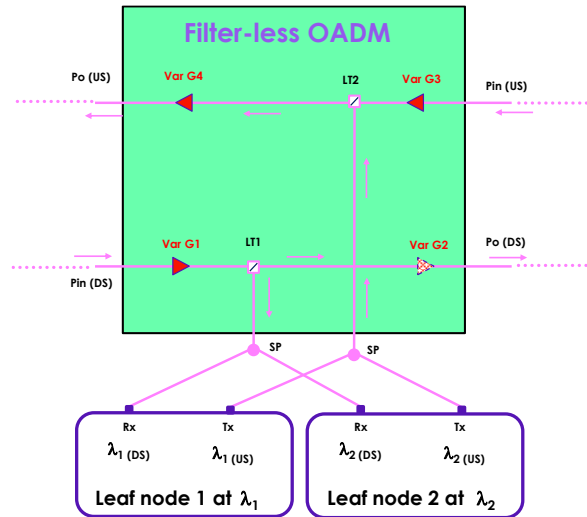 Filter-less OADM
Po (US)
Var G4
LT2
Var G3
Pin (US)
Var G1
LT1
Var G2
Po (DS)
Pin (DS)
SP
SP
Rx
Tx
Rx
Tx
λ1 (DS)
λ1 (US)
λ2 (DS)
λ2 (US)
Leaf node 1 at λ1
Leaf node 2 at λ2